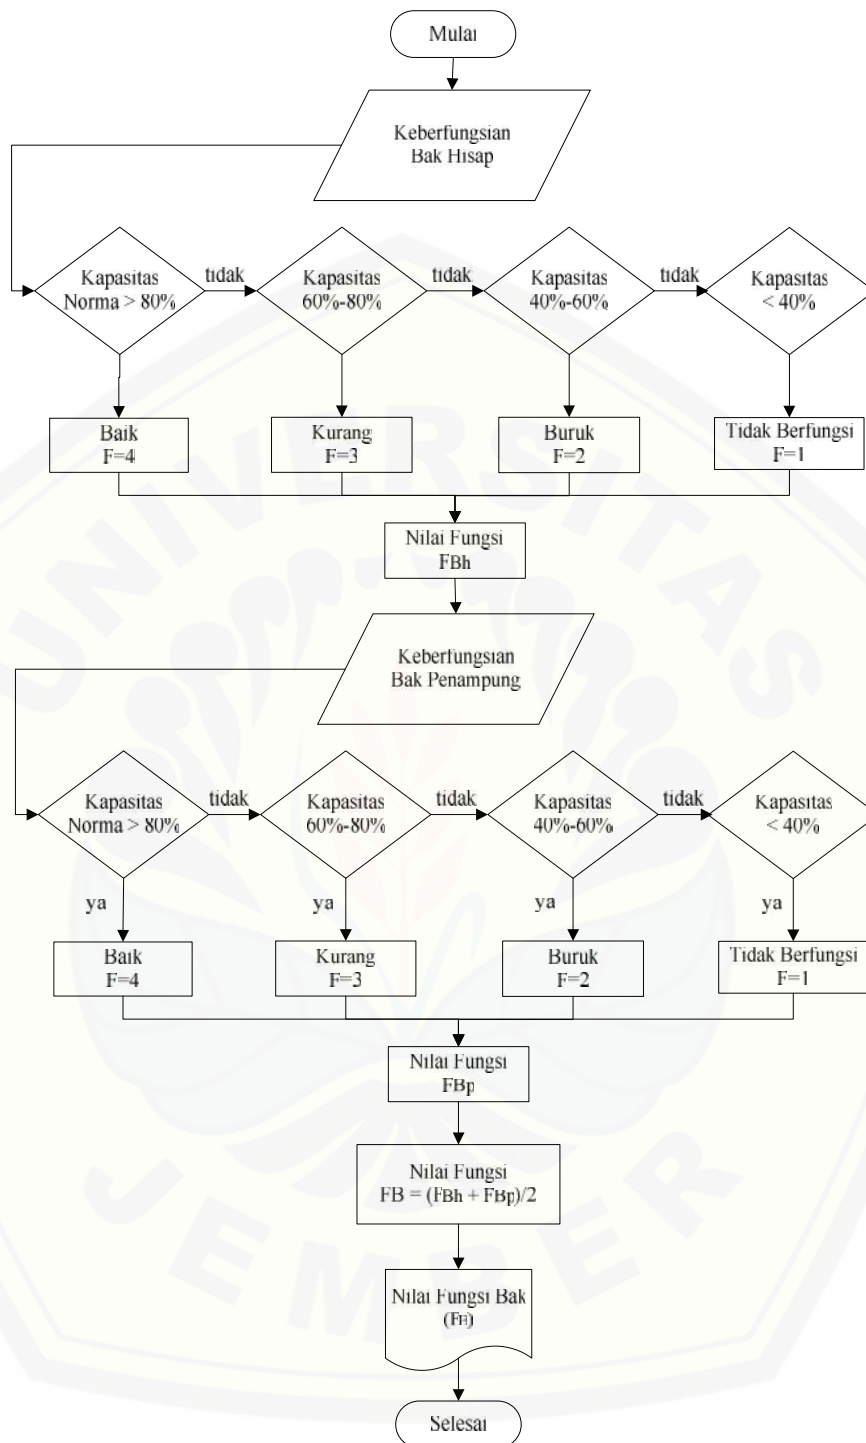 Mulai
Keberfungsian
Bak Hisap
Kapasitas
Norma > 80%
tidak
Kapasitas
60%-80%
tidak
Kapasitas
40%-60%
tidak
Kapasitas
< 40%
Baik
F=4
Kurang
F=3
Buruk
F=2
Tidak Berfungsi
F=1
Nilai Fungsi
FBh
Keberfungsian
Bak Penampung
Kapasitas
Norma > 80%
tidak
Kapasitas
60%-80%
tidak
Kapasitas
40%-60%
tidak
Kapasitas
< 40%
ya
ya
ya
ya
Baik
F=4
Kurang
F=3
Buruk
F=2
Tidak Berfungsi
F=1
Nilai Fungsi
FBp
Nilai Fungsi
FB = (FBh + FBp)/2
Nilai Fungsi Bak
(FH)
Selesai
UNIVERSITAS
JEMBER